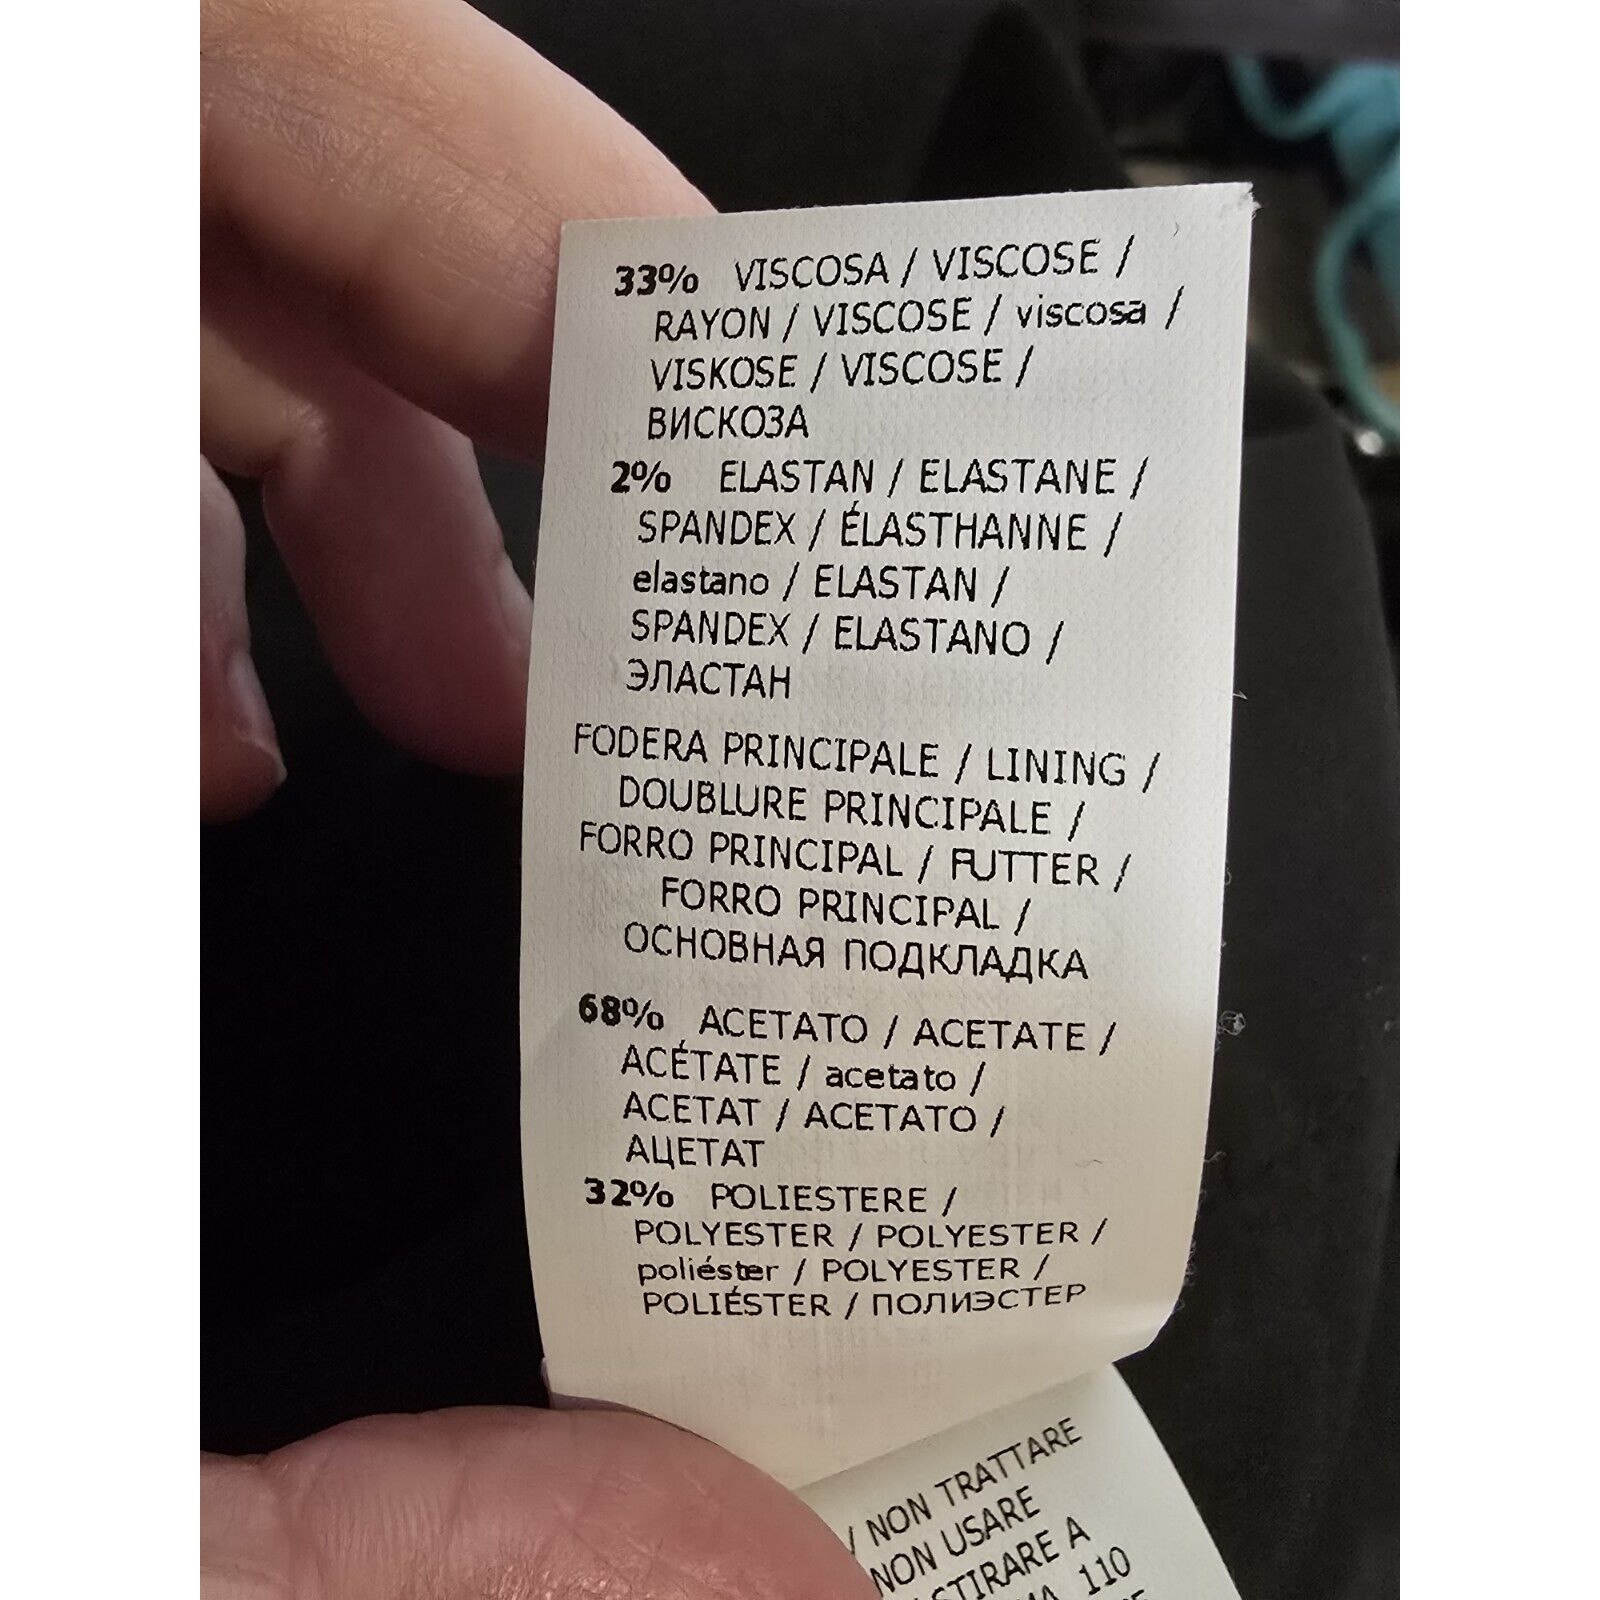 33% VISCOSA / VISCOSE /
RAYON / VISCOSE / viscosa /
VISKOSE / VISCOSE /
ВИСКОЗА
2% ELASTAN / ELASTANE /
SPANDEX / ÉLASTHANNE /
elastano / ELASTAN /
SPANDEX / ELASTANO /
ЭЛАСТАН
FODERA PRINCIPALE / LINING /
DOUBLURE PRINCIPALE /
FORRO PRINCIPAL / FUTTER /
FORRO PRINCIPAL /
ОСНОВНАЯ ПОДКЛАДКА
68% ACETATO / ACETATE /
ACÉTATE / acetato /
ACETAT / ACETATO /
АЦЕТАТ
32% POLIESTERE /
POLYESTER / POLYESTER /
poliéster / POLYESTER /
POLIÉSTER / ПОЛИЭСТЕР
/ NON TRATTARE
NON USARE
STIRARE A
110